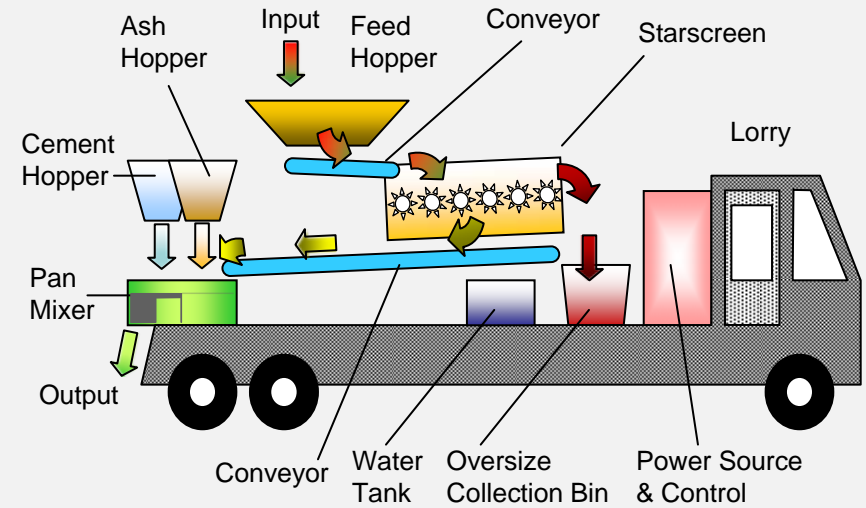 Ash
Hopper
Input
Feed
Hopper
Conveyor
Starscreen
Cement
Hopper
Lorry
Pan
Mixer
Output
Conveyor
Water
Tank
Oversize
Collection Bin
Power Source
& Control